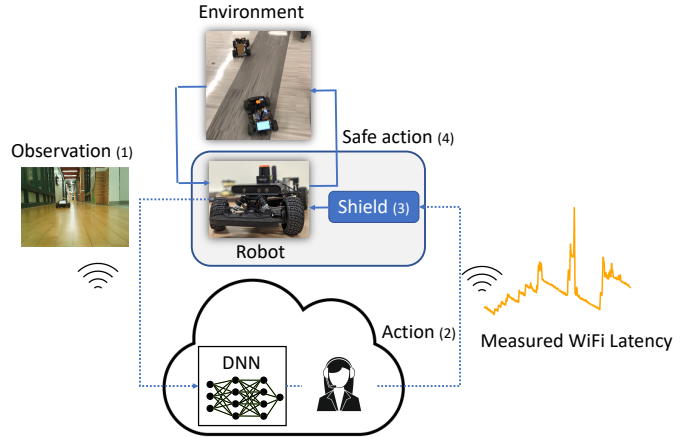 Environment
Safe action (4)
Observation (1)
Shield (3)
Robot
Action (2)
DNN
Measured WiFi Latency